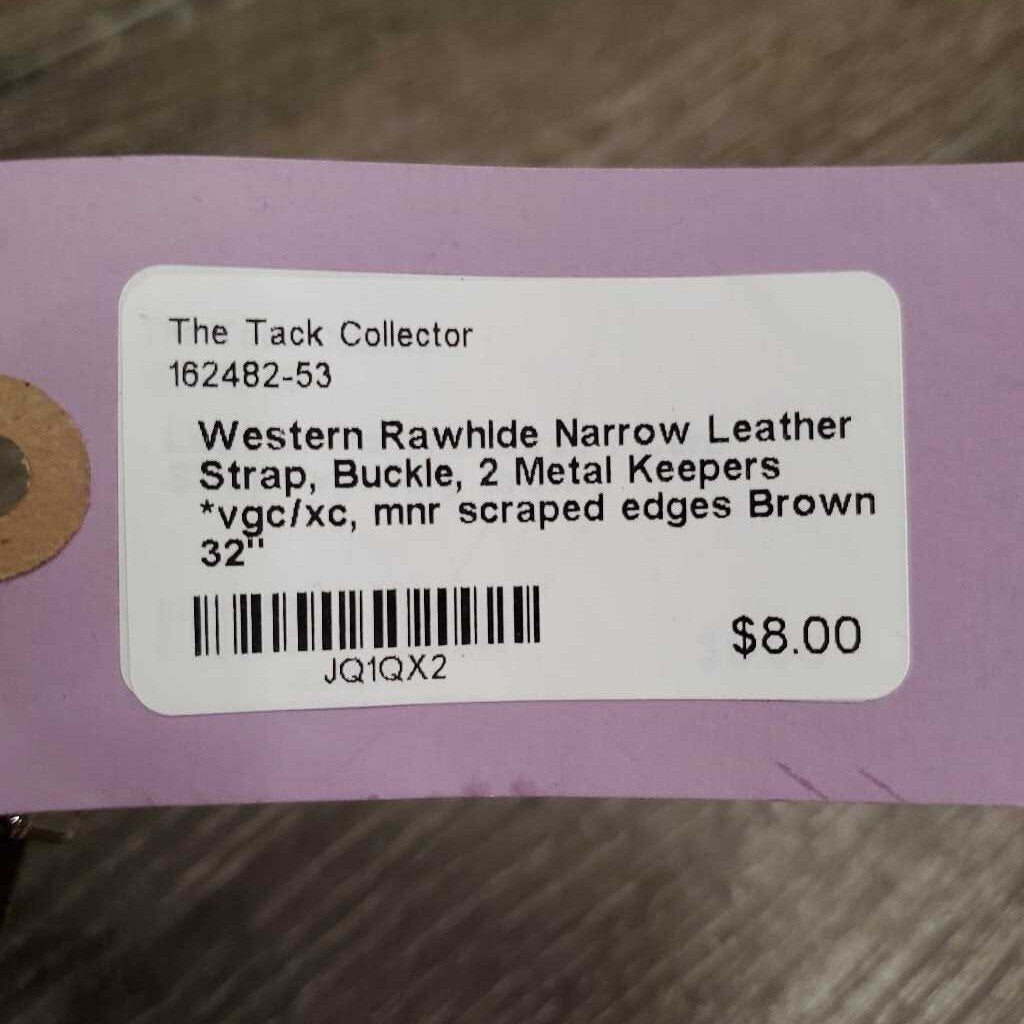 The Tack Collector
162482-53
Western Rawhide Narrow Leather
Strap, Buckle, 2 Metal Keepers
*vgc/xc, mnr scraped edges Brown
32"
JQ1QX2
$8.00